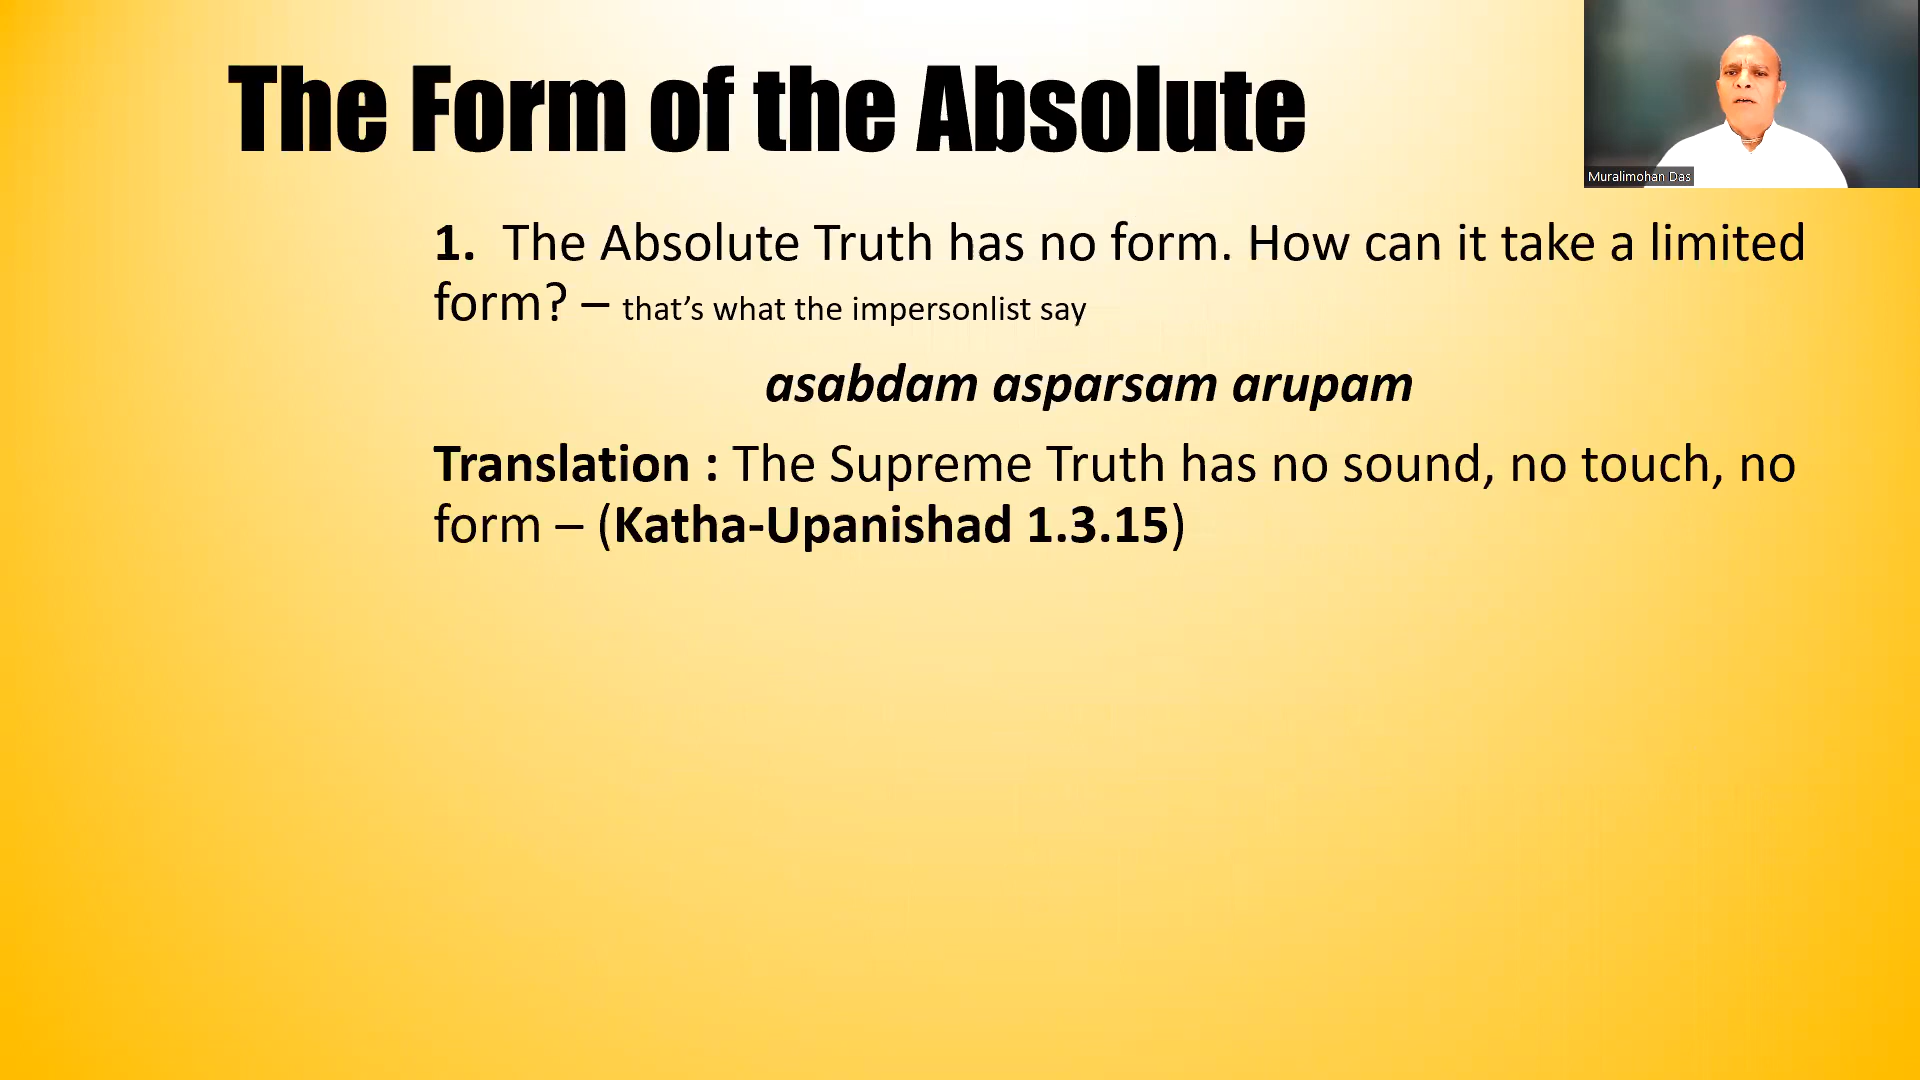 The Form of the Absolute
Muralimohan Das
1. The Absolute Truth has no form. How can it take a limited
form? – that’s what the impersonlist say
asabdam asparsam arupam
Translation : The Supreme Truth has no sound, no touch, no
form – (Katha-Upanishad 1.3.15)